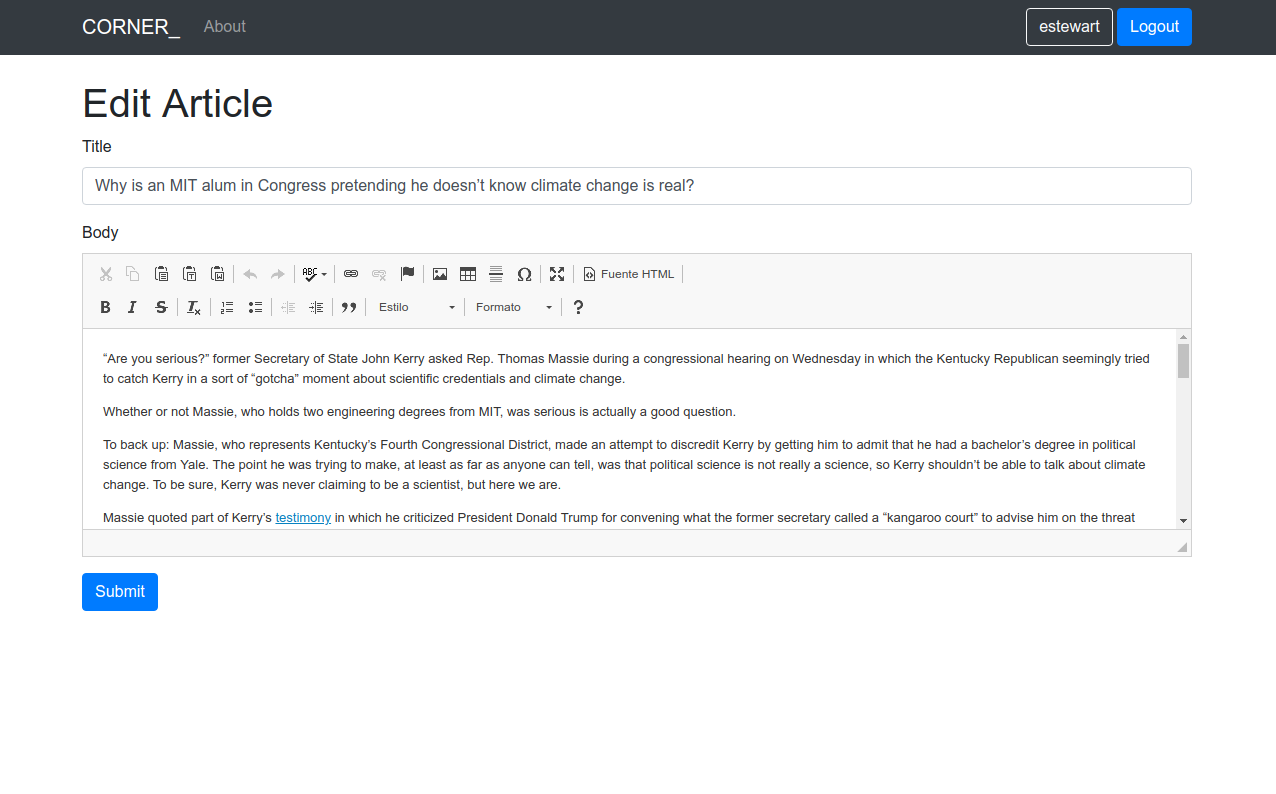 CORNER_ About estewart Logout
Edit Article
Title
Why is an MIT alum in Congress pretending he doesn’t know climate change is real?
Body
ABC Ω Fuente HTML
B I S Tx Estilo Formato ?
“Are you serious?” former Secretary of State John Kerry asked Rep. Thomas Massie during a congressional hearing on Wednesday in which the Kentucky Republican seemingly tried
to catch Kerry in a sort of “gotcha” moment about scientific credentials and climate change.
Whether or not Massie, who holds two engineering degrees from MIT, was serious is actually a good question.
To back up: Massie, who represents Kentucky’s Fourth Congressional District, made an attempt to discredit Kerry by getting him to admit that he had a bachelor’s degree in political
science from Yale. The point he was trying to make, at least as far as anyone can tell, was that political science is not really a science, so Kerry shouldn’t be able to talk about climate
change. To be sure, Kerry was never claiming to be a scientist, but here we are.
Massie quoted part of Kerry’s testimony in which he criticized President Donald Trump for convening what the former secretary called a “kangaroo court” to advise him on the threat
Submit